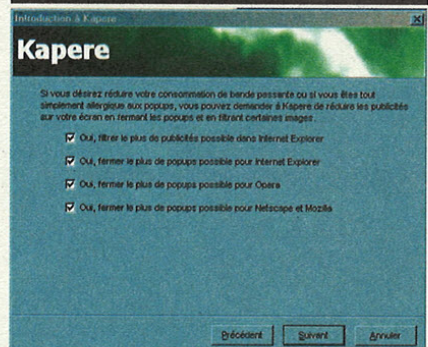 Introduction à Kapere
Kapere
Si vous désirez réduire votre consommation de bande passante ou si vous êtes tout
simplement allergique aux popups, vous pouvez demander à Kapere de réduire les publicités
sur votre écran en fermant les popups et en filtrant certaines images.
Oui, filtrer le plus de publicités possible dans Internet Explorer
Oui, fermer le plus de popups possible pour Internet Explorer
Oui, fermer le plus de popups possible pour Opera
Oui, fermer le plus de popups possible pour Netscape et Mozilla
Précédent Suivant Annuler